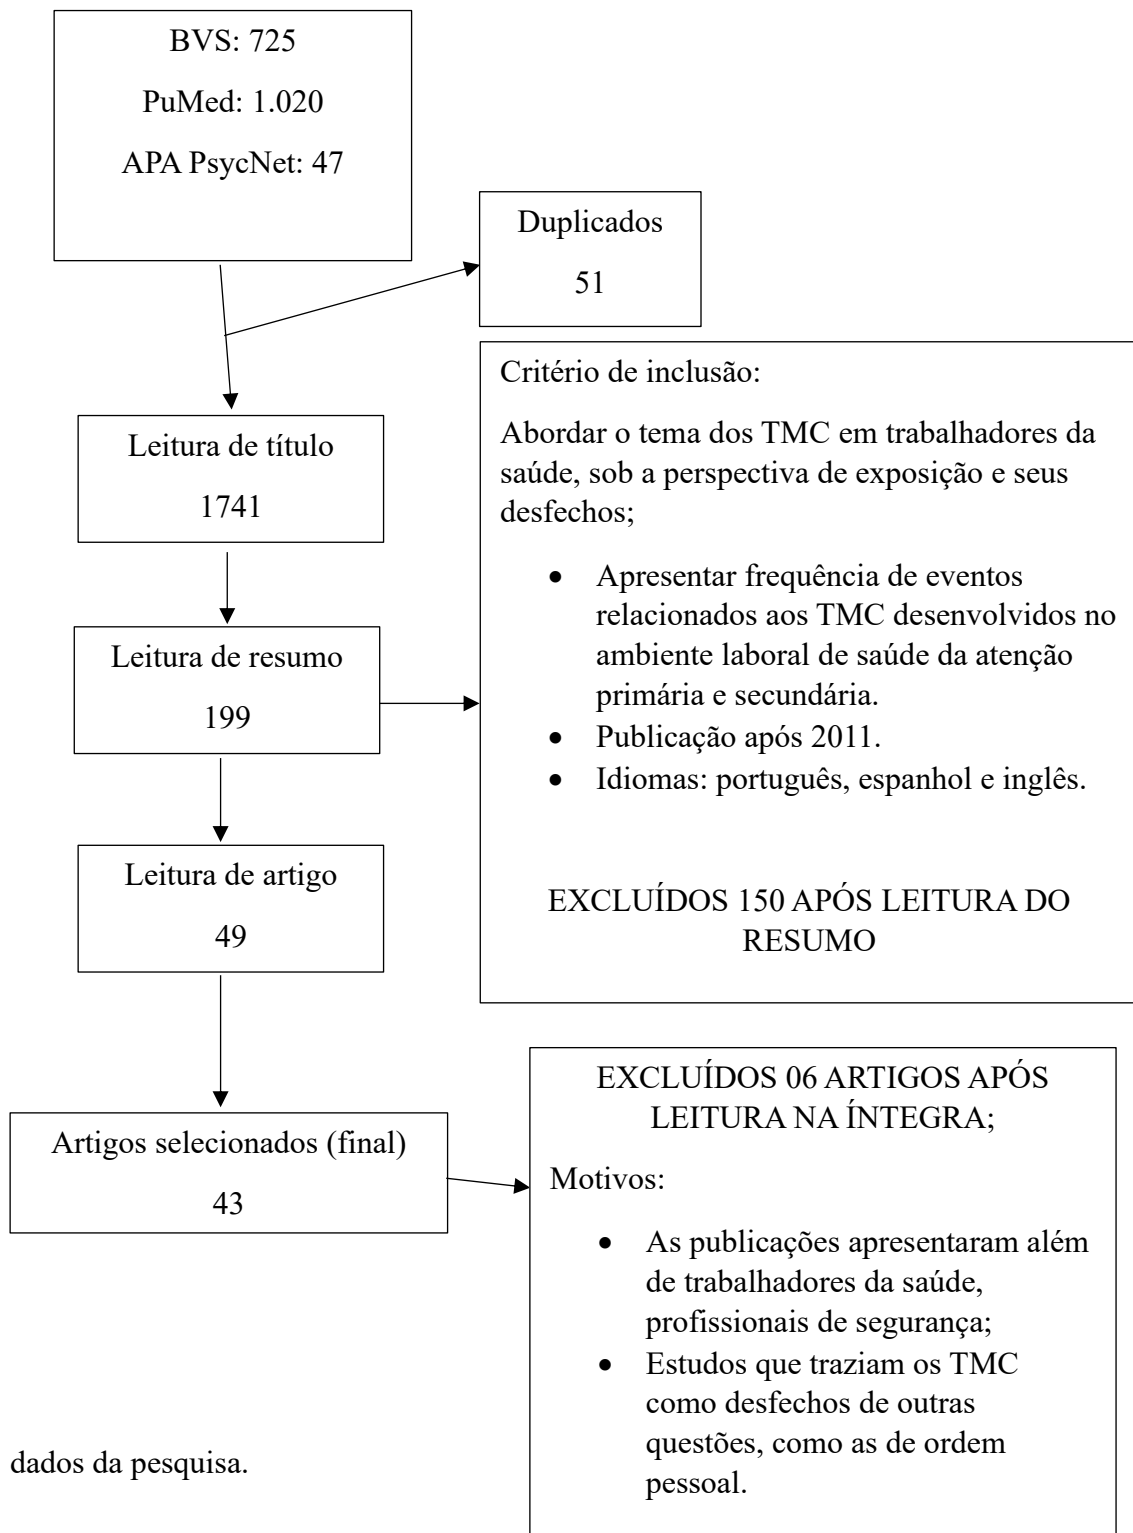 BVS: 725
PuMed: 1.020
APA PsycNet: 47
Duplicados
51
Leitura de título
1741
Critério de inclusão:
Abordar o tema dos TMC em trabalhadores da
saúde, sob a perspectiva de exposição e seus
desfechos;
• Apresentar frequência de eventos
relacionados aos TMC desenvolvidos no
ambiente laboral de saúde da atenção
primária e secundária.
• Publicação após 2011.
• Idiomas: português, espanhol e inglês.
EXCLUÍDOS 150 APÓS LEITURA DO
RESUMO
Leitura de resumo
199
Leitura de artigo
49
Artigos selecionados (final)
43
EXCLUÍDOS 06 ARTIGOS APÓS
LEITURA NA ÍNTEGRA;
Motivos:
• As publicações apresentaram além
de trabalhadores da saúde,
profissionais de segurança;
• Estudos que traziam os TMC
como desfechos de outras
questões, como as de ordem
pessoal.
dados da pesquisa.